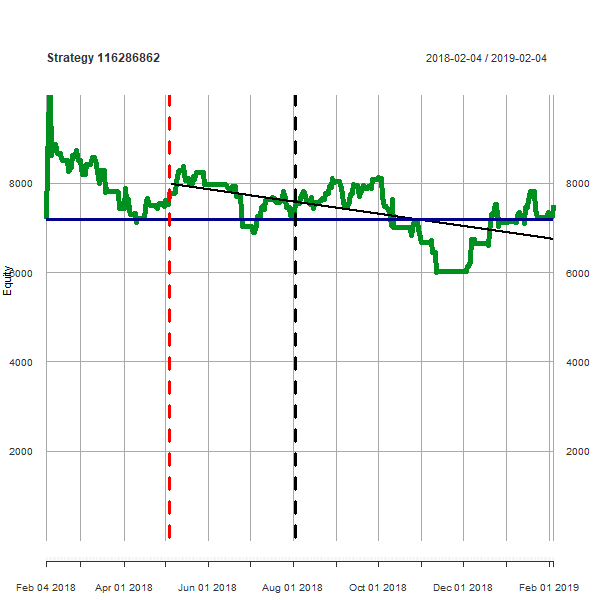 Strategy 116286862
2018-02-04 / 2019-02-04
8000
8000
6000
6000
Equity
4000
4000
2000
2000
Feb 04 2018
Apr 01 2018
Jun 01 2018
Aug 01 2018
Oct 01 2018
Dec 01 2018
Feb 01 2019